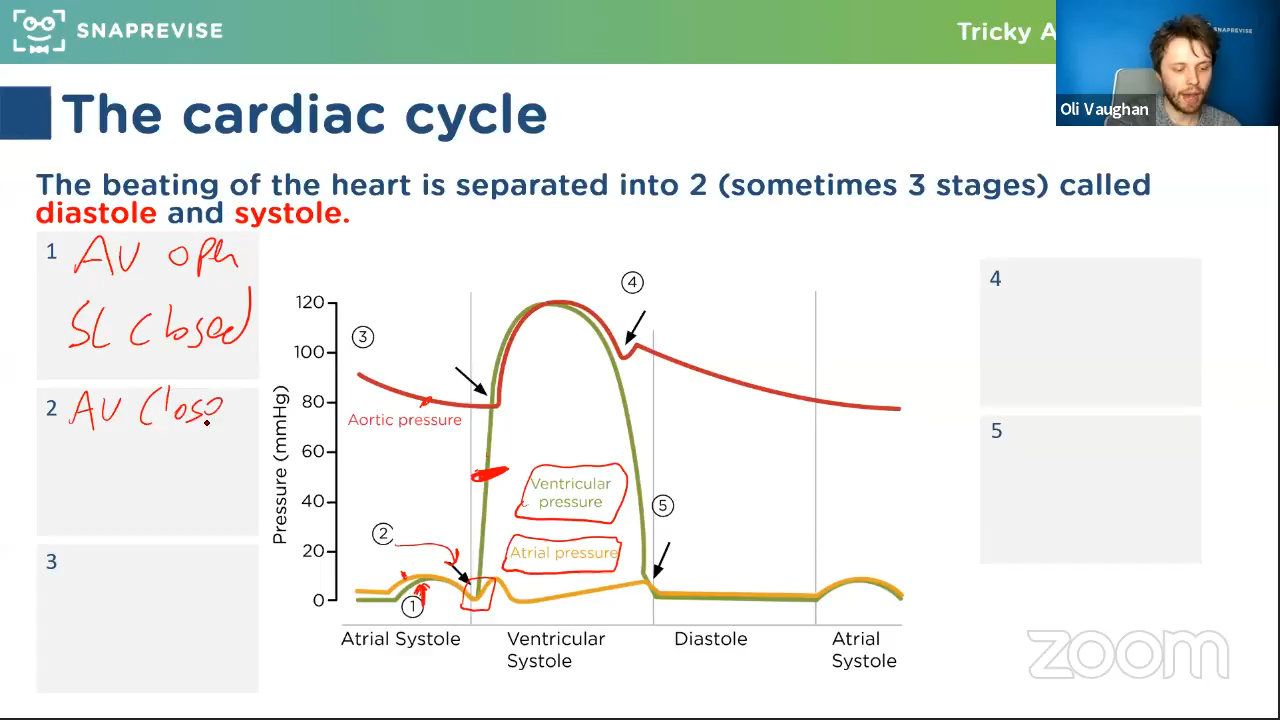 SNAPREVISE
Tricky A
SNAPREVISE
Oli Vaughan
The cardiac cycle
The beating of the heart is separated into 2 (sometimes 3 stages) called
diastole and systole.
1 AV open
SL closed
2 AV Close
3
4
5
Pressure (mmHg)
120
100
80
60
40
20
0
3
4
Aortic pressure
Ventricular
pressure
5
2
Atrial pressure
1
Atrial Systole
Ventricular
Systole
Diastole
Atrial
Systole
zoom